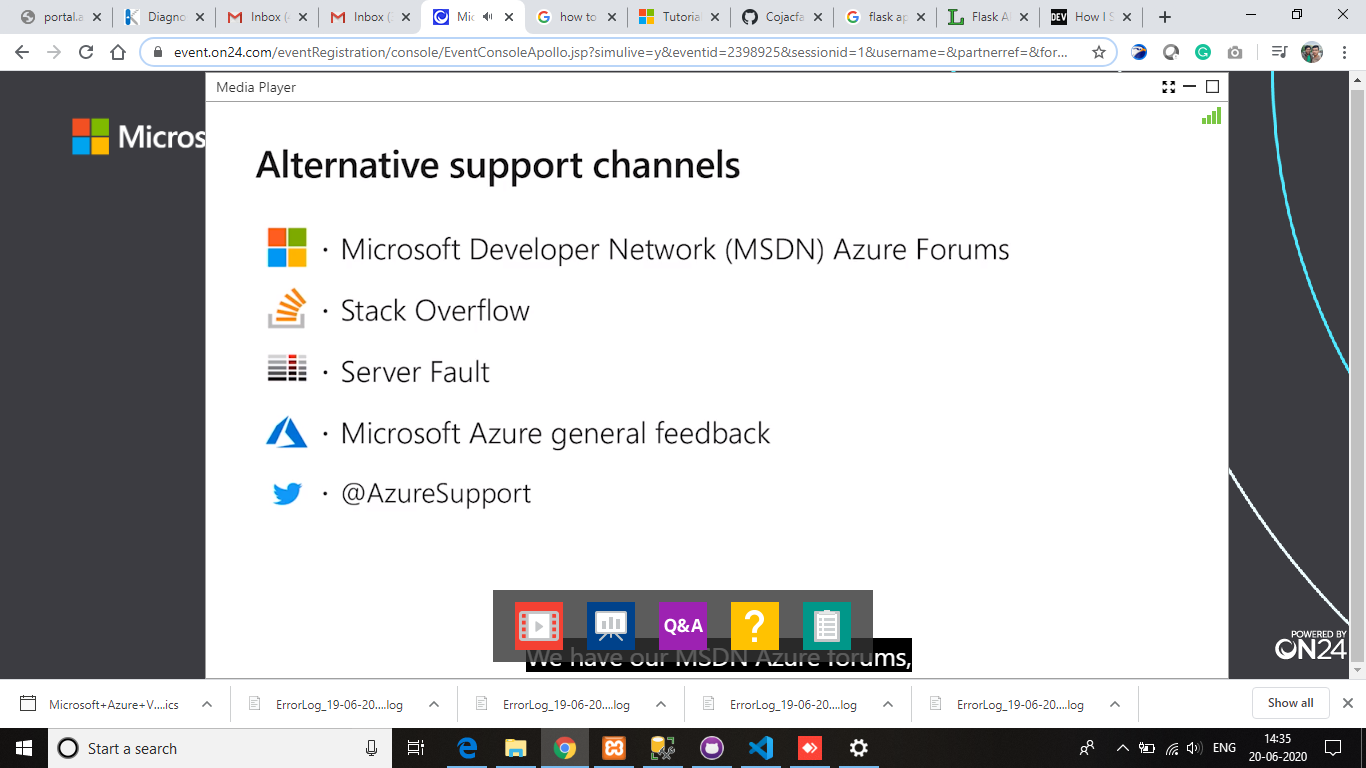 portal.a
Diagno
Inbox (
Inbox (
Mic
how to
Tutorial
Cojacfa
flask ap
Flask A
DEV
How I S
event.on24.com/eventRegistration/console/EventConsoleApollo.jsp?simulive=y&eventid=2398925&sessionid=1&username=&partnerref=&for...
Media Player
Micros
Alternative support channels
· Microsoft Developer Network (MSDN) Azure Forums
· Stack Overflow
· Server Fault
· Microsoft Azure general feedback
· @AzureSupport
Q&A
?
We have our MSDN Azure forums,
POWERED BY
ON24
Microsoft+Azure+V....ics
ErrorLog_19-06-20....log
ErrorLog_19-06-20....log
ErrorLog_19-06-20....log
ErrorLog_19-06-20....log
Show all
Start a search
ENG
14:35
20-06-2020